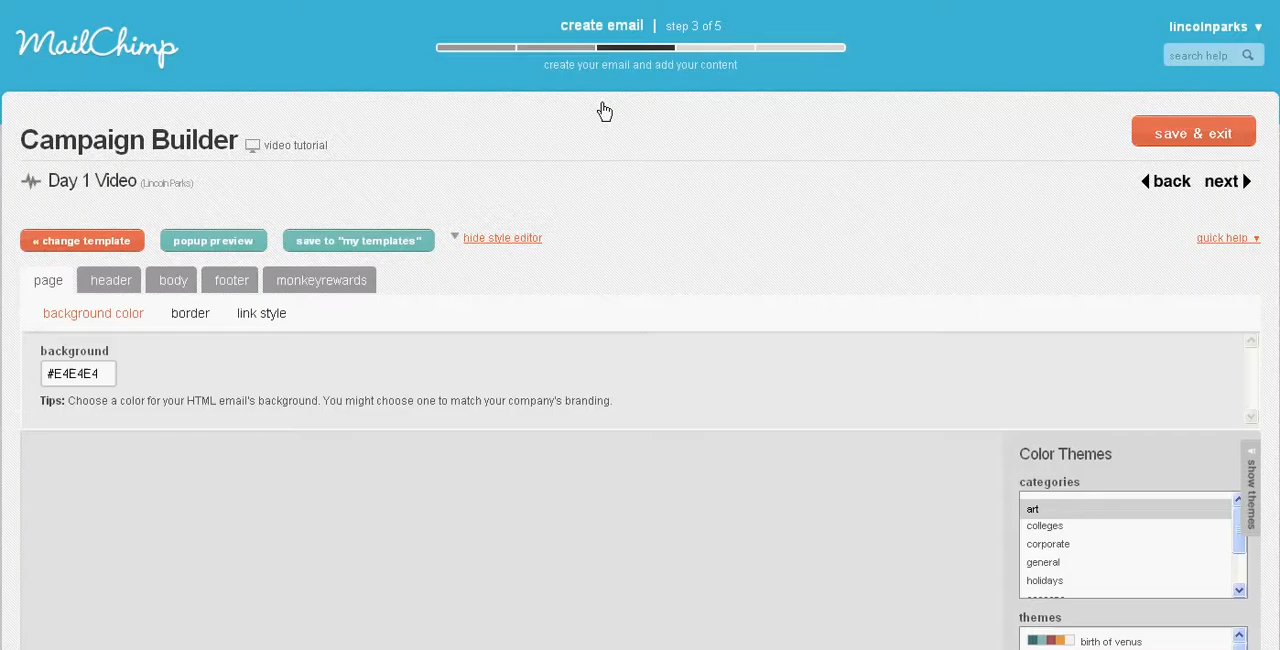 MailChimp
create email | step 3 of 5
create your email and add your content
lincolnparks ▼
search help
Campaign Builder video tutorial
save & exit
Day 1 Video (Lincoln Parks)
back next
« change template popup preview save to "my templates" hide style editor
quick help ▼
page header body footer monkeyrewards
background color border link style
background
#E4E4E4
Tips: Choose a color for your HTML email's background. You might choose one to match your company's branding.
Color Themes
show themes
categories
art
colleges
corporate
general
holidays
themes
birth of venus